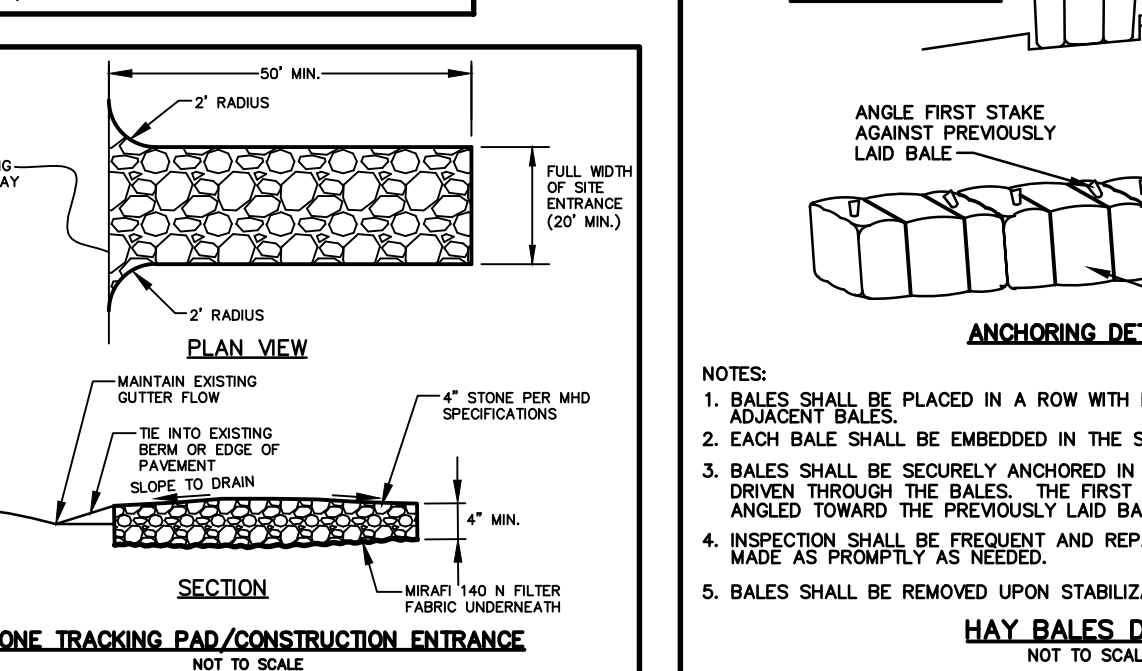 50' MIN.
2' RADIUS
FULL WIDTH
OF SITE
ENTRANCE
(20' MIN.)
2' RADIUS
PLAN VIEW
MAINTAIN EXISTING
GUTTER FLOW
4" STONE PER MHD
SPECIFICATIONS
TIE INTO EXISTING
BERM OR EDGE OF
PAVEMENT
SLOPE TO DRAIN
4" MIN.
SECTION
MIRAFI 140 N FILTER
FABRIC UNDERNEATH
TRACKING PAD/CONSTRUCTION ENTRANCE
NOT TO SCALE
ANGLE FIRST STAKE
AGAINST PREVIOUSLY
LAID BALE
ANCHORING
NOTES:
1. BALES SHALL BE PLACED IN A ROW WITH
ADJACENT BALES.
2. EACH BALE SHALL BE EMBEDDED IN THE
3. BALES SHALL BE SECURELY ANCHORED IN
DRIVEN THROUGH THE BALES. THE FIRST
ANGLED TOWARD THE PREVIOUSLY LAID
4. INSPECTION SHALL BE FREQUENT AND
MADE AS PROMPTLY AS NEEDED.
5. BALES SHALL BE REMOVED UPON
HAY BALES
NOT TO